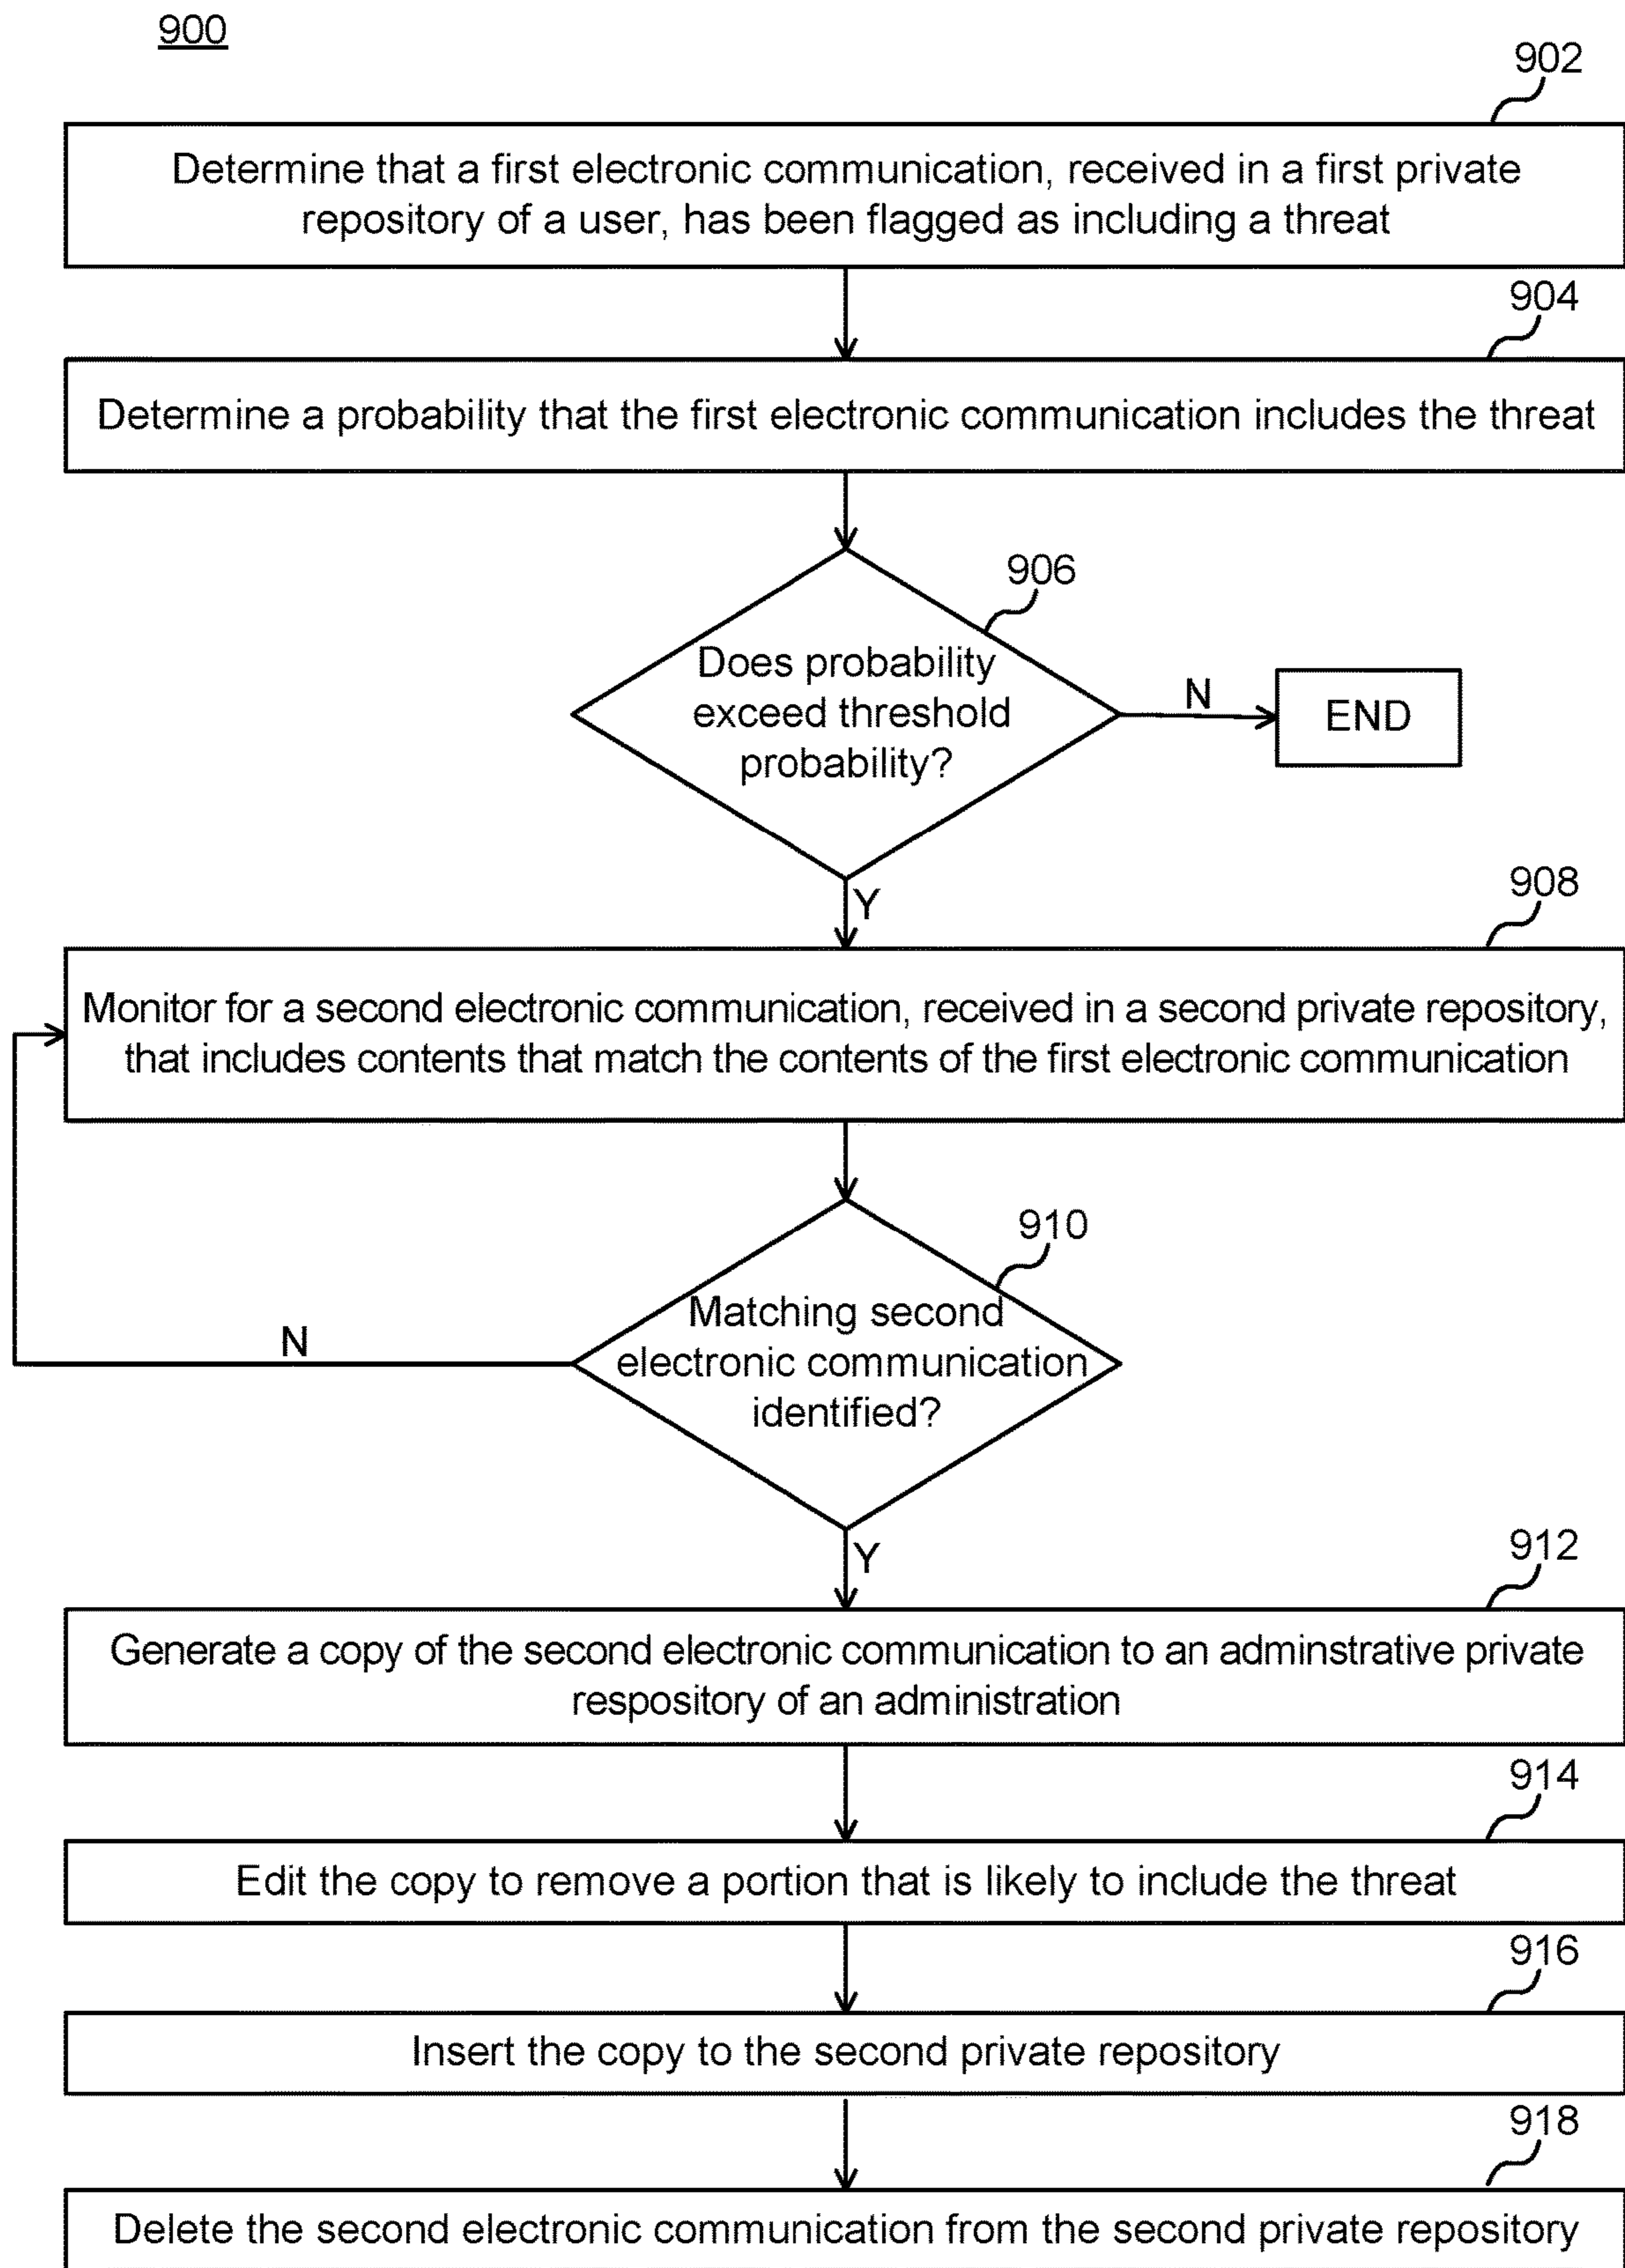 900
902
Determine that a first electronic communication, received in a first private
repository of a user, has been flagged as including a threat
904
Determine a probability that the first electronic communication includes the threat
906
Does probability
exceed threshold
probability?
N
END
Y
908
Monitor for a second electronic communication, received in a second private repository,
that includes contents that match the contents of the first electronic communication
910
Matching second
electronic communication
identified?
N
Y
912
Generate a copy of the second electronic communication to an adminstrative private
respository of an administration
914
Edit the copy to remove a portion that is likely to include the threat
916
Insert the copy to the second private repository
918
Delete the second electronic communication from the second private repository